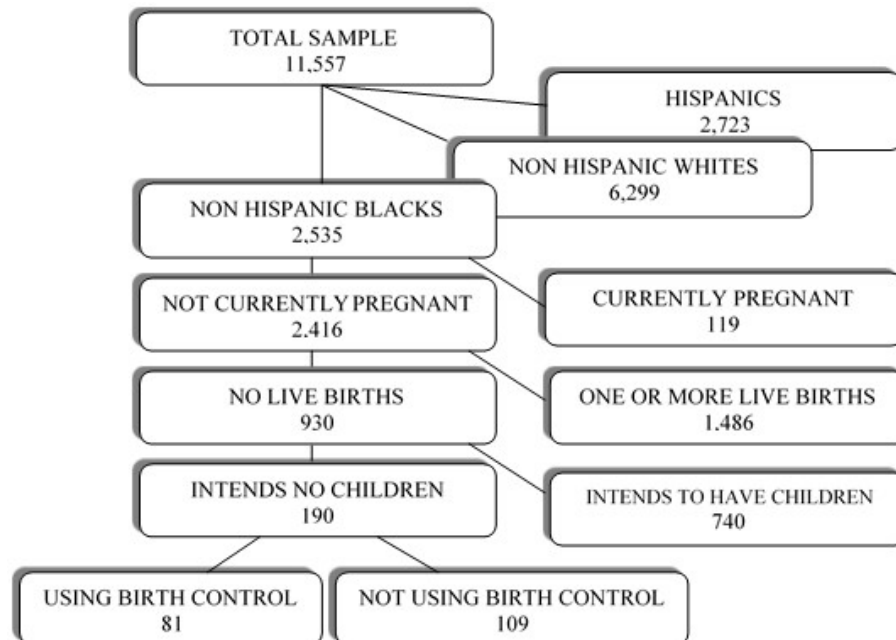 TOTAL SAMPLE
11,557
HISPANICS
2,723
NON HISPANIC WHITES
6,299
NON HISPANIC BLACKS
2,535
NOT CURRENTLY PREGNANT
2,416
CURRENTLY PREGNANT
119
NO LIVE BIRTHS
930
ONE OR MORE LIVE BIRTHS
1,486
INTENDS NO CHILDREN
190
INTENDS TO HAVE CHILDREN
740
USING BIRTH CONTROL
81
NOT USING BIRTH CONTROL
109